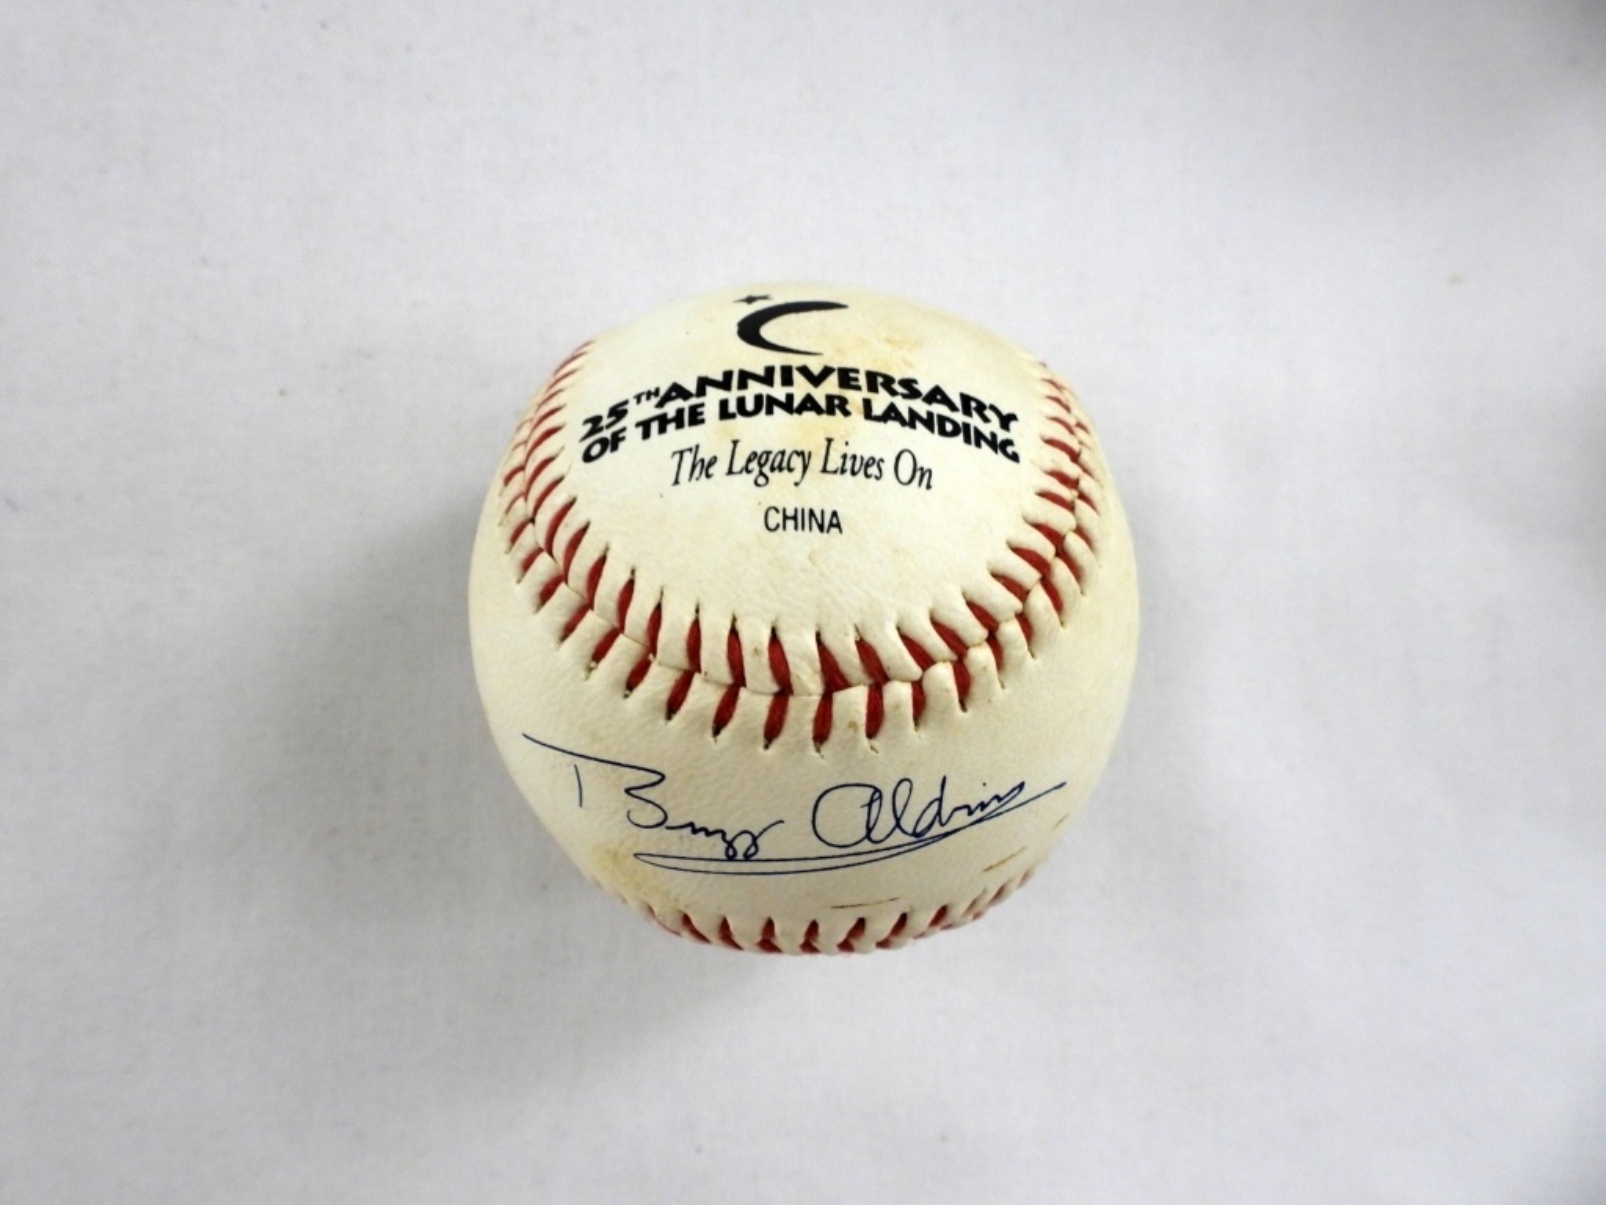 25TH ANNIVERSARY
OF THE LUNAR LANDING
The Legacy Lives On
CHINA
Buzz Aldrin